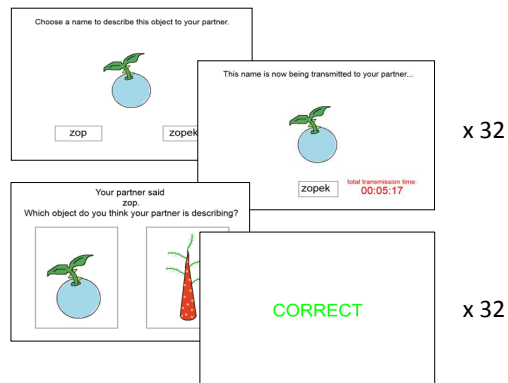 Choose a name to describe this object to your partner.
zop
zopek
This name is now being transmitted to your partner...
zopek
total transmission time:
00:05:17
x 32
Your partner said
zop.
Which object do you think your partner is describing?
CORRECT
x 32